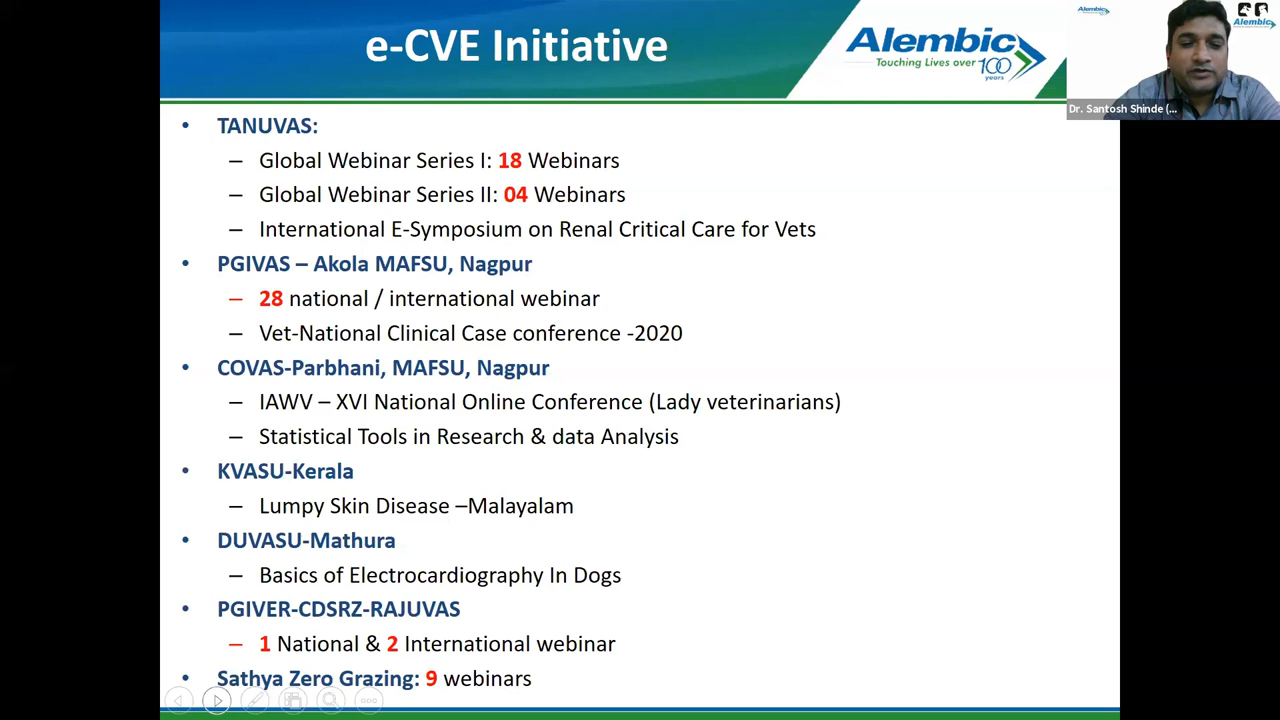 e-CVE Initiative
Alembic
Touching Lives over 100 years
Alembic
Alembic
Dr. Santosh Shinde (...
• TANUVAS:
– Global Webinar Series I: 18 Webinars
– Global Webinar Series II: 04 Webinars
– International E-Symposium on Renal Critical Care for Vets
• PGIVAS – Akola MAFSU, Nagpur
– 28 national / international webinar
– Vet-National Clinical Case conference -2020
• COVAS-Parbhani, MAFSU, Nagpur
– IAWV – XVI National Online Conference (Lady veterinarians)
– Statistical Tools in Research & data Analysis
• KVASU-Kerala
– Lumpy Skin Disease –Malayalam
• DUVASU-Mathura
– Basics of Electrocardiography In Dogs
• PGIVER-CDSRZ-RAJUVAS
– 1 National & 2 International webinar
• Sathya Zero Grazing: 9 webinars